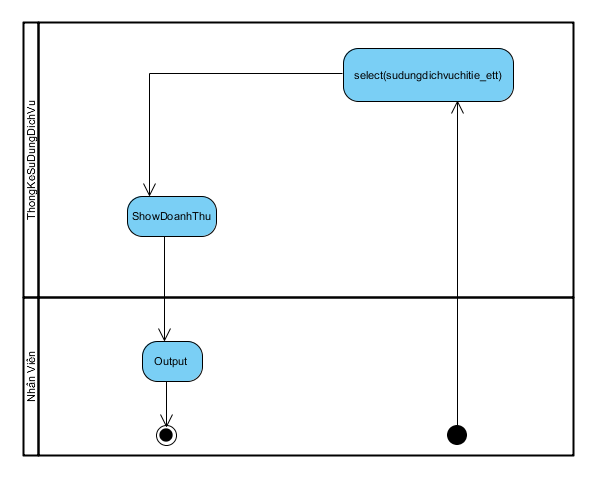 ThongKeSuDungDichVu
select(sudungdichvuchitie_ett)
ShowDoanhThu
Nhân Viên
Output